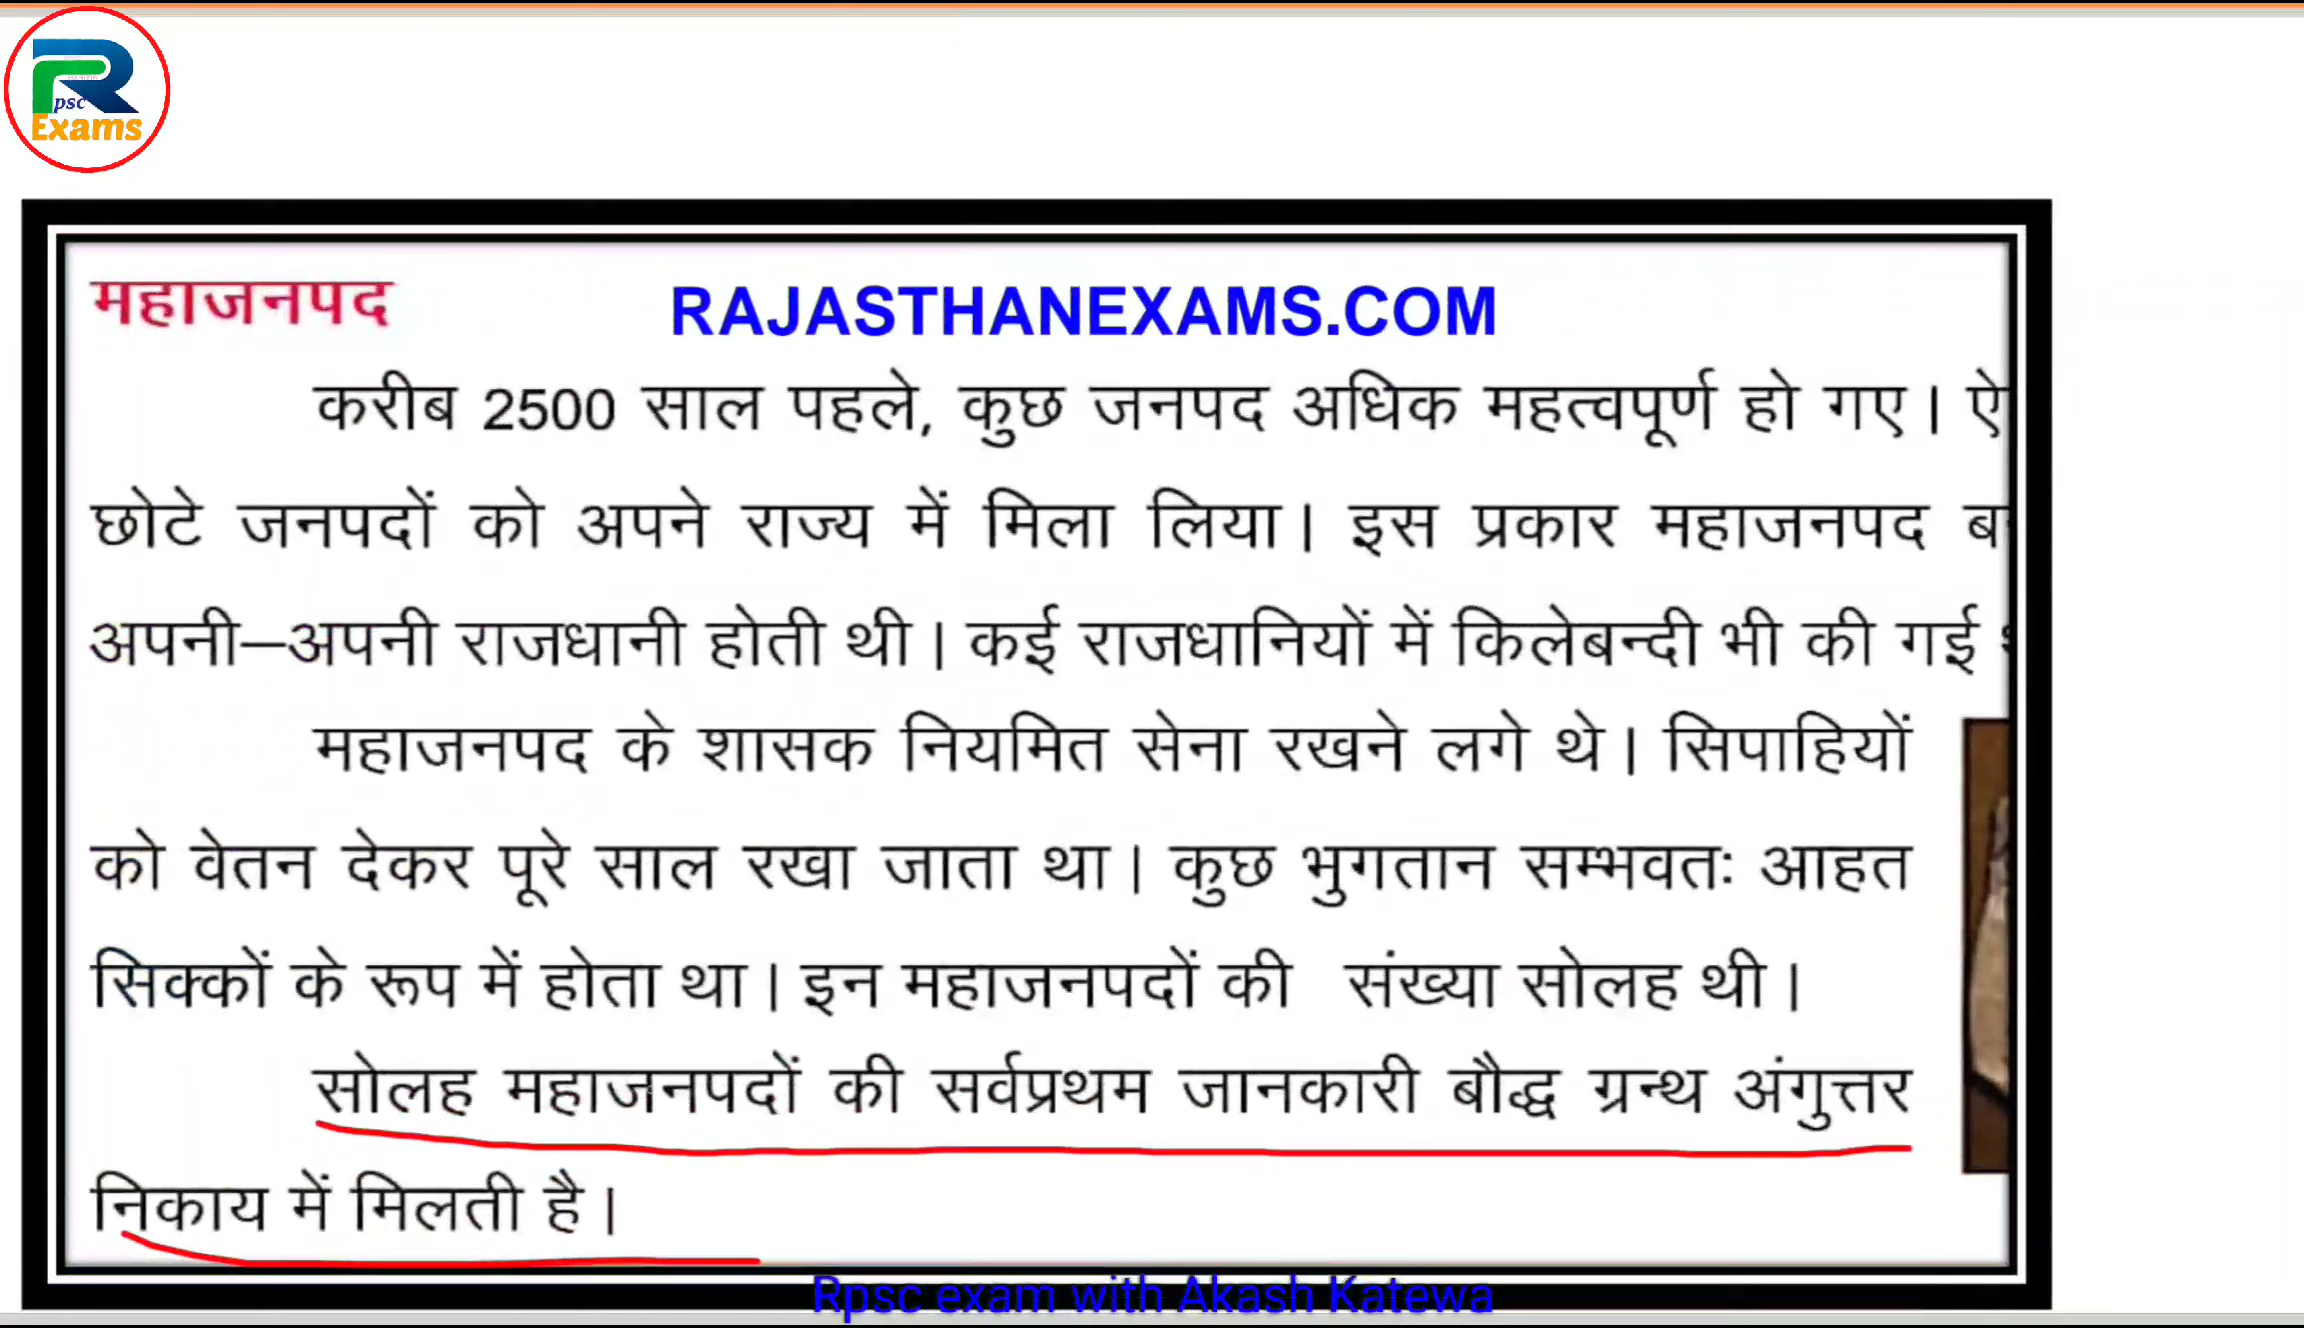 psc
Exams
महाजनपद
RAJASTHANEXAMS.COM
करीब 2500 साल पहले, कुछ जनपद अधिक महत्वपूर्ण हो गए।
छोटे जनपदों को अपने राज्य में मिला लिया। इस प्रकार महाजनपद
अपनी–अपनी राजधानी होती थी। कई राजधानियों में किलेबन्दी भी की गई
महाजनपद के शासक नियमित सेना रखने लगे थे। सिपाहियों
को वेतन देकर पूरे साल रखा जाता था। कुछ भुगतान सम्भवतः आहत
सिक्कों के रूप में होता था। इन महाजनपदों की संख्या सोलह थी।
सोलह महाजनपदों की सर्वप्रथम जानकारी बौद्ध ग्रन्थ अंगुत्तर
निकाय में मिलती है।
Rpsc exam with Akash Katewa